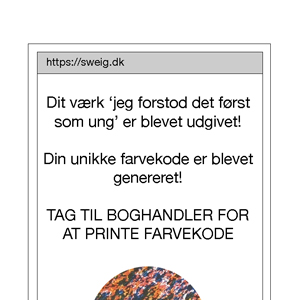 https://sweig.dk
Dit værk ‘jeg forstod det først
som ung’ er blevet udgivet!
Din unikke farvekode er blevet
genereret!
TAG TIL BOGHANDLER FOR
AT PRINTE FARVEKODE